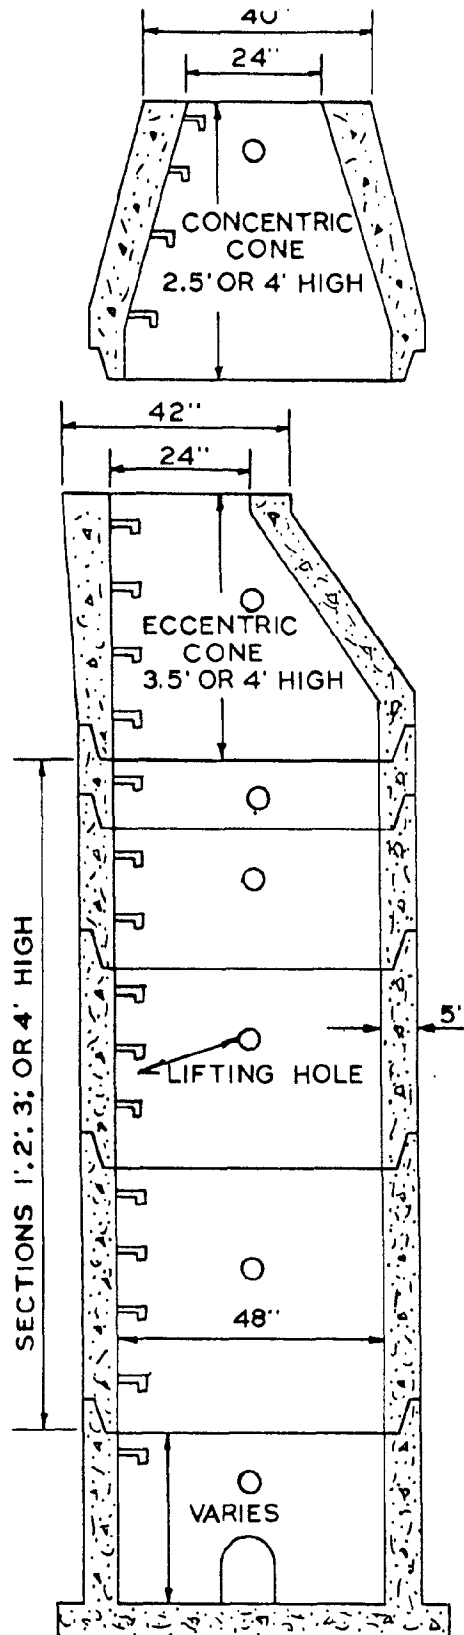 40"
24"
CONCENTRIC
CONE
2.5' OR 4' HIGH
42"
24"
ECCENTRIC
CONE
3.5' OR 4' HIGH
SECTIONS 1', 2', 3', OR 4' HIGH
5'
LIFTING HOLE
48"
VARIES